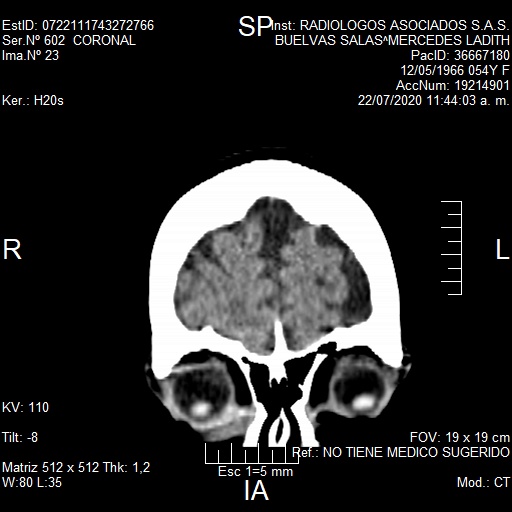 EstID: 0722111743272766
Ser.Nº 602 CORONAL
Ima.Nº 23
Ker.: H20s
SP
Inst: RADIOLOGOS ASOCIADOS S.A.S.
BUELVAS SALAS^MERCEDES LADITH
PacID: 36667180
12/05/1966 054Y F
AccNum: 19214901
22/07/2020 11:44:03 a. m.
R
L
KV: 110
Tilt: -8
Matriz 512 x 512 Thk: 1,2
W:80 L:35
Esc 1=5 mm
IA
FOV: 19 x 19 cm
Ref.: NO TIENE MEDICO SUGERIDO
Mod.: CT